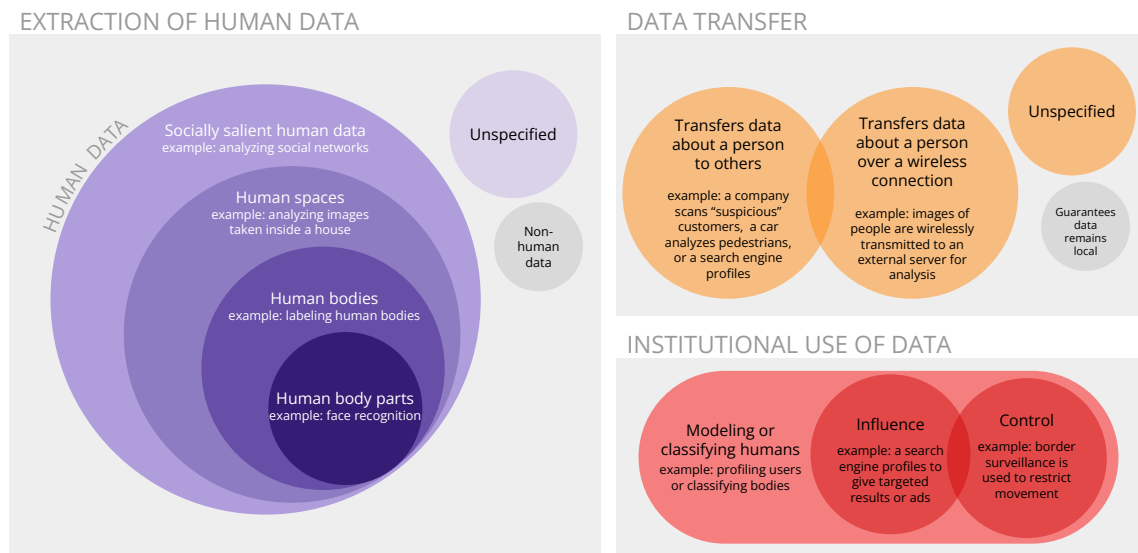 EXTRACTION OF HUMAN DATA
HUMAN DATA
Socially salient human data
example: analyzing social networks
Human spaces
example: analyzing images
taken inside a house
Human bodies
example: labeling human bodies
Human body parts
example: face recognition
Unspecified
Non-
human
data
DATA TRANSFER
Transfers data
about a person
to others
example: a company
scans “suspicious”
customers, a car
analyzes pedestrians,
or a search engine
profiles
Transfers data
about a person
over a wireless
connection
example: images of
people are wirelessly
transmitted to an
external server for
analysis
Unspecified
Guarantees
data
remains
local
INSTITUTIONAL USE OF DATA
Modeling or
classifying humans
example: profiling users
or classifying bodies
Influence
example: a search
engine profiles to
give targeted
results or ads
Control
example: border
surveillance is
used to restrict
movement